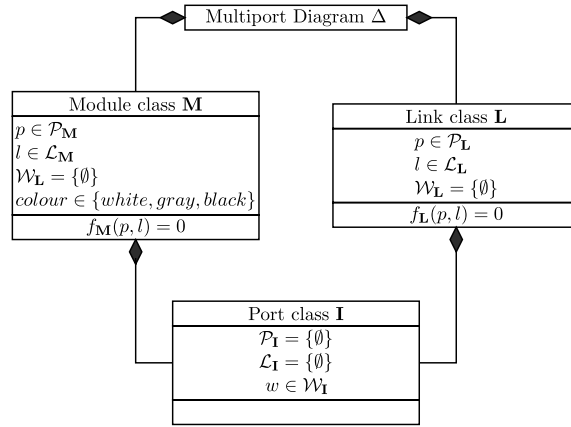 Multiport Diagram Δ
Module class M
p ∈ 𝒫_M
l ∈ ℒ_M
𝒲_L = {∅}
colour ∈ {white, gray, black}
f_M(p, l) = 0
Link class L
p ∈ 𝒫_L
l ∈ ℒ_L
𝒲_L = {∅}
f_L(p, l) = 0
Port class I
𝒫_I = {∅}
ℒ_I = {∅}
w ∈ 𝒲_I